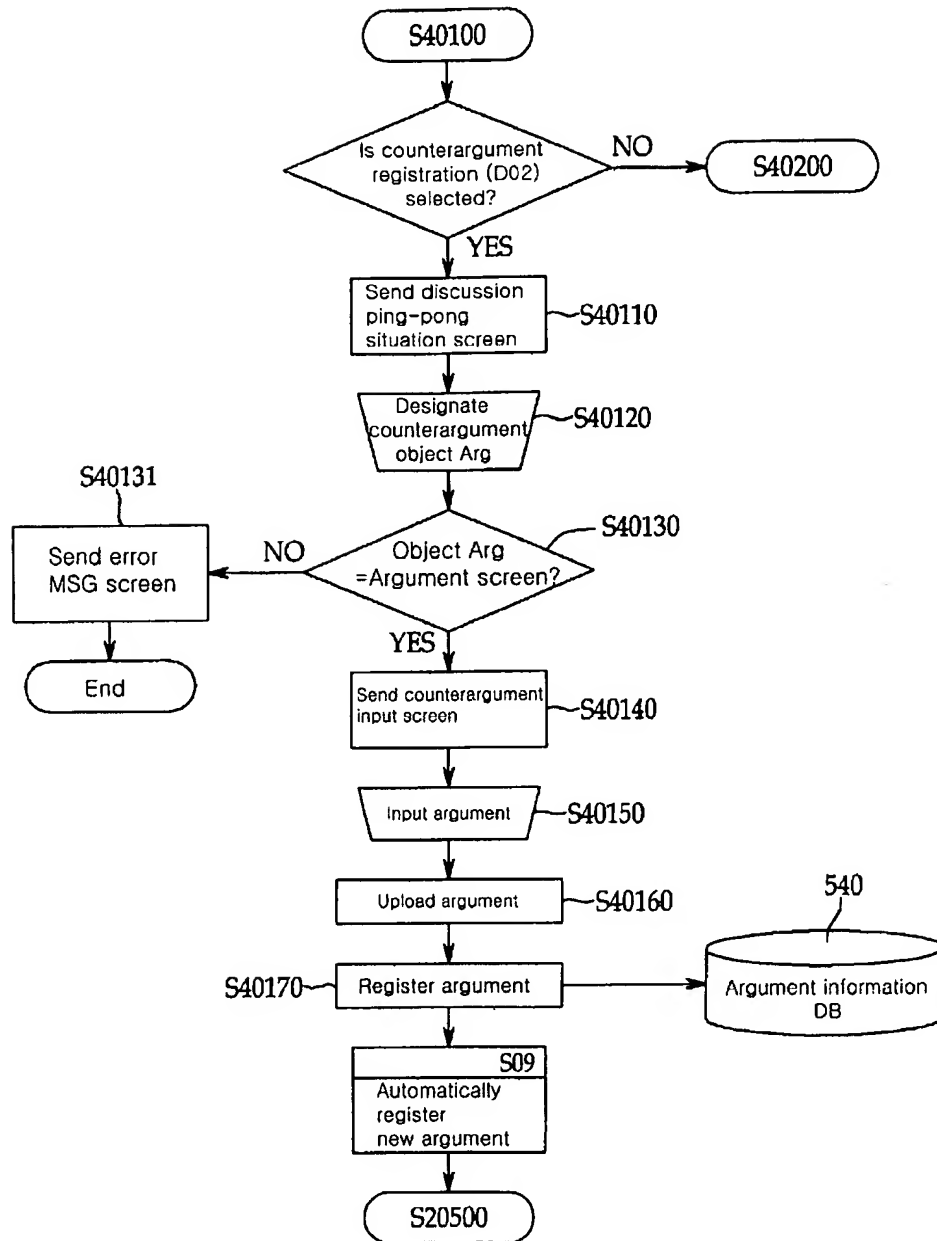 S40100
Is counterargument
registration (D02)
selected?
NO
S40200
YES
Send discussion
ping-pong
situation screen
S40110
Designate
counterargument
object Arg
S40120
S40131
Send error
MSG screen
NO
Object Arg
=Argument screen?
S40130
End
YES
Send counterargument
input screen
S40140
Input argument
S40150
Upload argument
S40160
540
S40170
Register argument
Argument information
DB
S09
Automatically
register
new argument
S20500